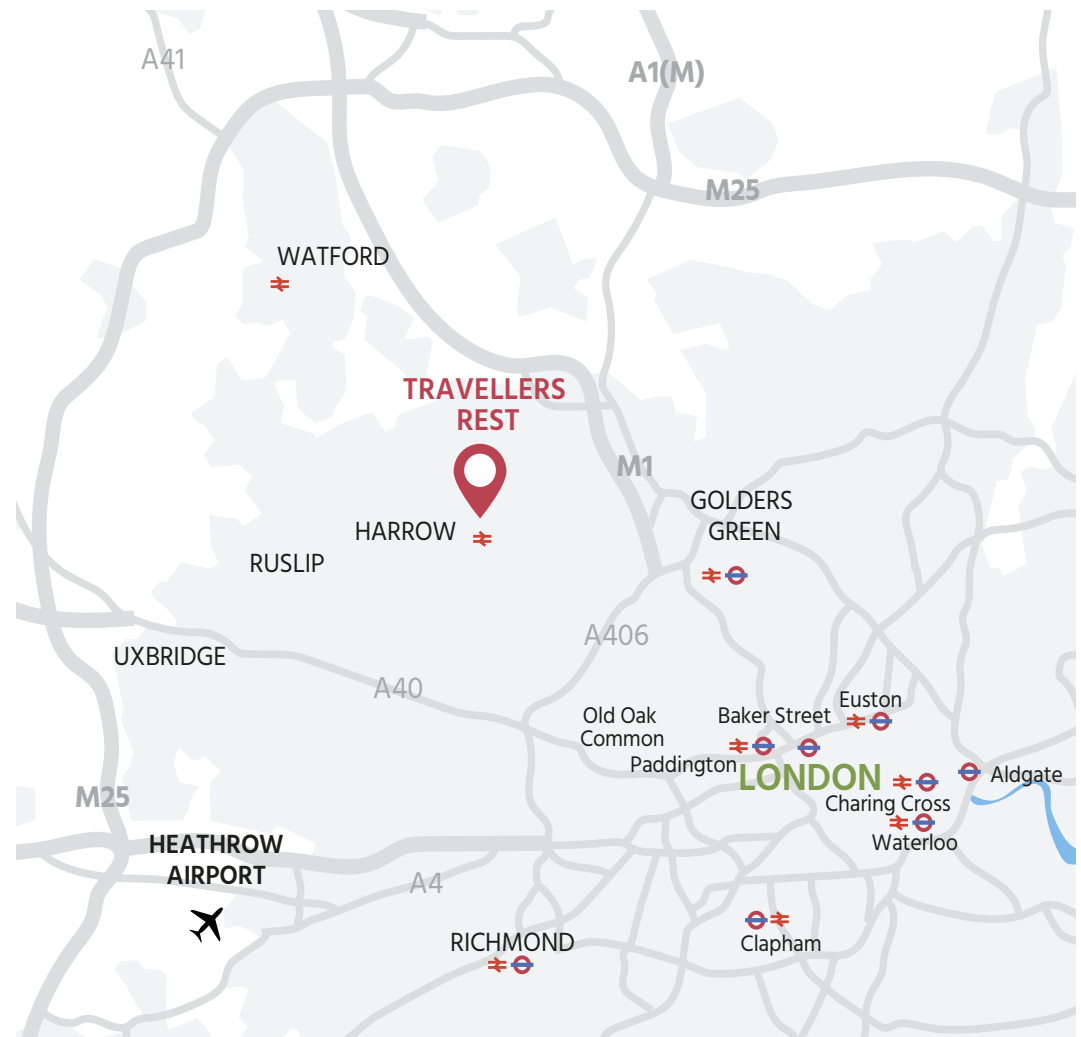 A41
A1(M)
M25
WATFORD
TRAVELLERS
REST
M1
GOLDERS
GREEN
HARROW
RUSLIP
A406
UXBRIDGE
A40
Euston
Old Oak
Common
Baker Street
Paddington
LONDON
Aldgate
M25
Charing Cross
Waterloo
HEATHROW
AIRPORT
A4
RICHMOND
Clapham